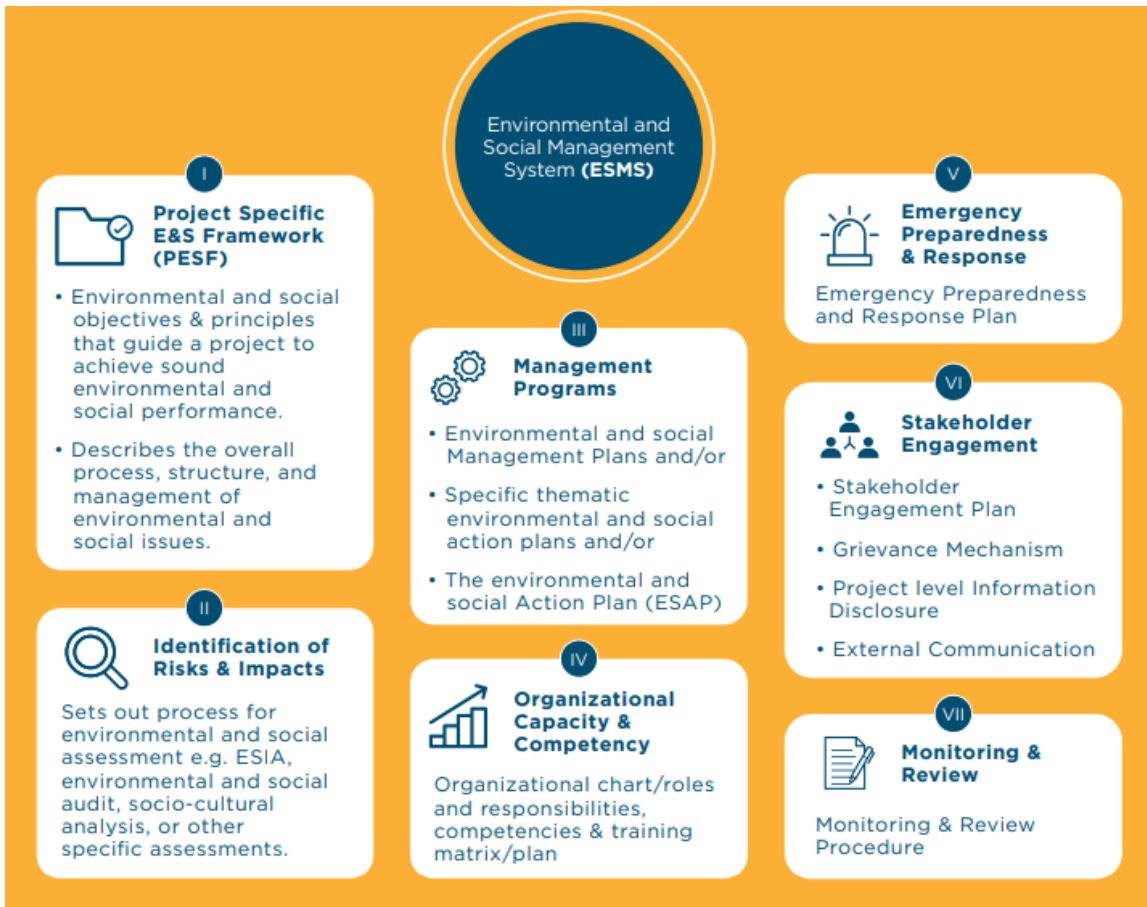 Environmental and
Social Management
System (ESMS)
I
Project Specific
E&S Framework
(PESF)
• Environmental and social
objectives & principles
that guide a project to
achieve sound
environmental and
social performance.
• Describes the overall
process, structure, and
management of
environmental and
social issues.
II
Identification of
Risks & Impacts
Sets out process for
environmental and social
assessment e.g. ESIA,
environmental and social
audit, socio-cultural
analysis, or other
specific assessments.
III
Management
Programs
• Environmental and social
Management Plans and/or
• Specific thematic
environmental and social
action plans and/or
• The environmental and
social Action Plan (ESAP)
IV
Organizational
Capacity &
Competency
Organizational chart/roles
and responsibilities,
competencies & training
matrix/plan
V
Emergency
Preparedness
& Response
Emergency Preparedness
and Response Plan
VI
Stakeholder
Engagement
• Stakeholder
Engagement Plan
• Grievance Mechanism
• Project level Information
Disclosure
• External Communication
VII
Monitoring &
Review
Monitoring & Review
Procedure